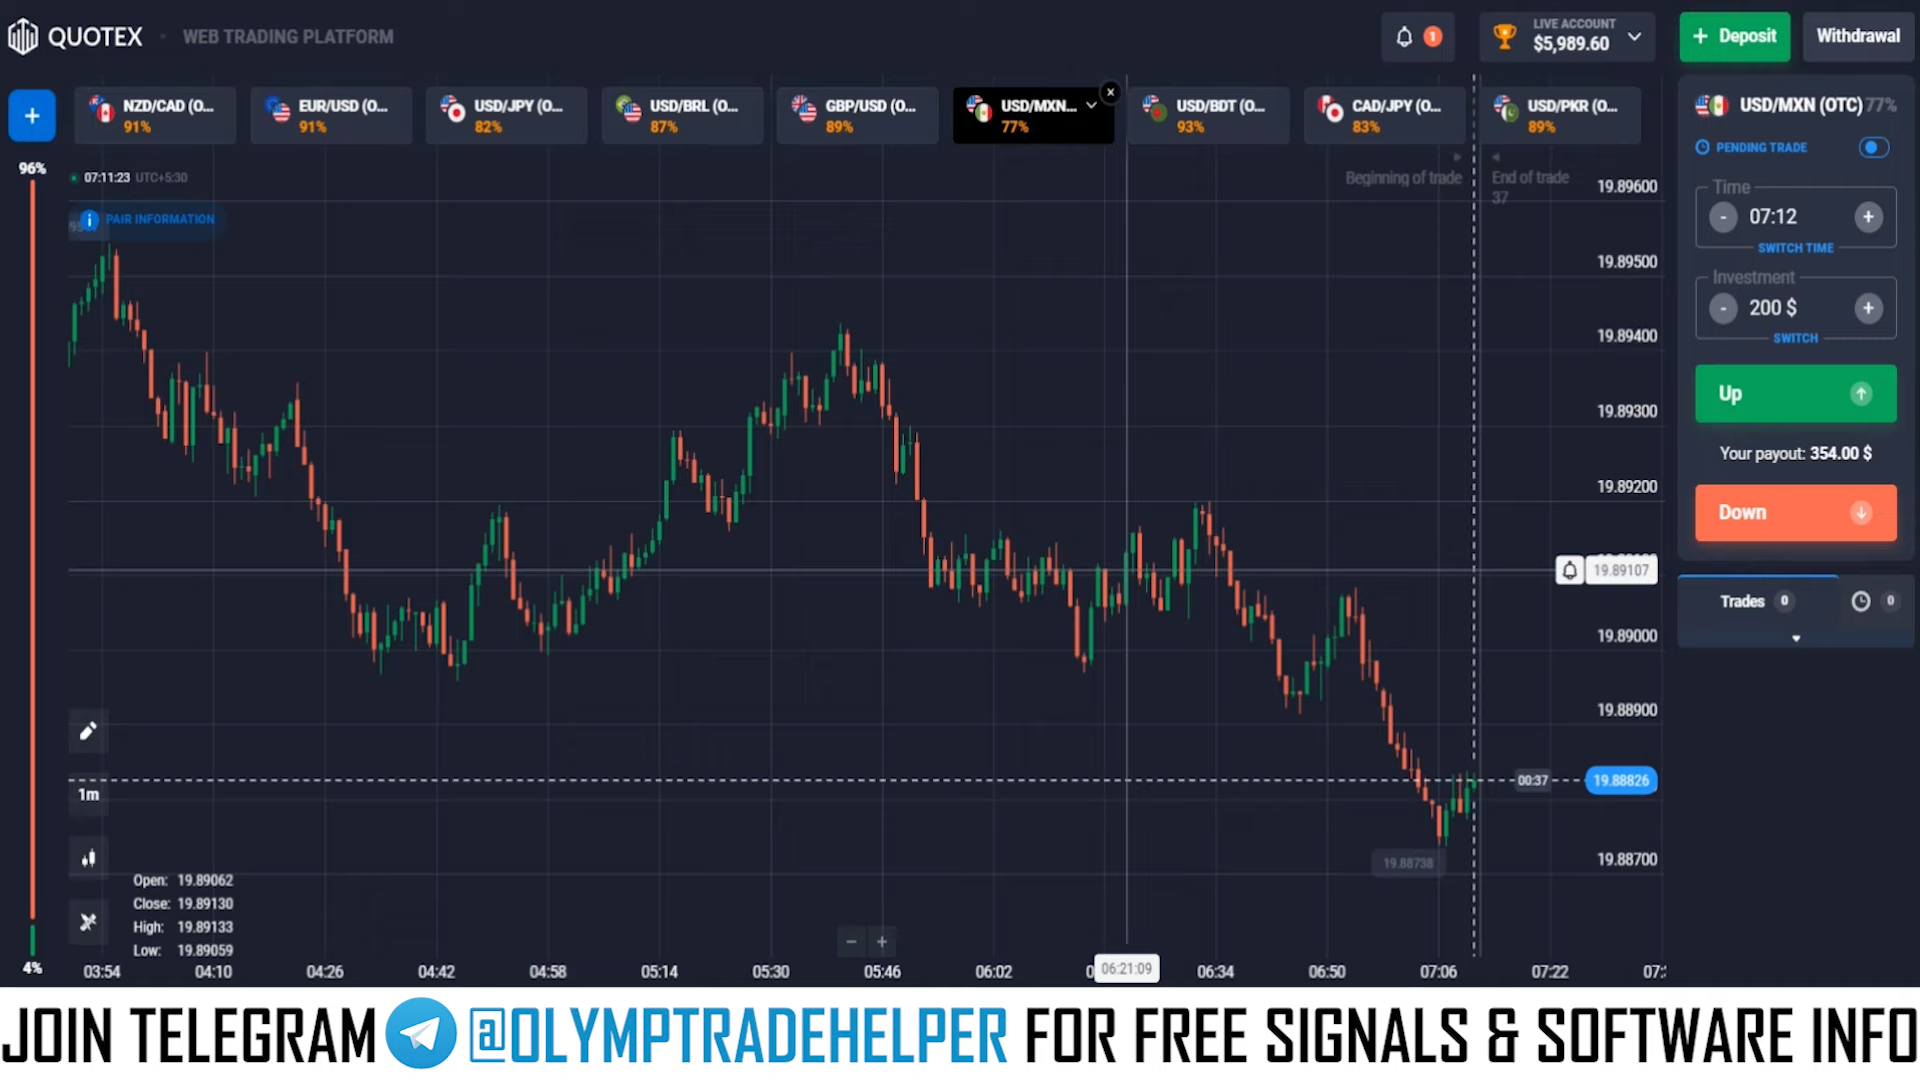 QUOTEX
WEB TRADING PLATFORM
1
LIVE ACCOUNT
$5,989.60
+ Deposit
Withdrawal
+
NZD/CAD (O...
91%
EUR/USD (O...
91%
USD/JPY (O...
82%
USD/BRL (O...
87%
GBP/USD (O...
89%
USD/MXN...
77%
USD/BDT (O...
93%
CAD/JPY (O...
83%
USD/PKR (O...
89%
USD/MXN (OTC) 77%
PENDING TRADE
96%
07:11:23 UTC+5:30
PAIR INFORMATION
Beginning of trade
End of trade
37
19.89600
19.89500
19.89400
19.89300
19.89200
19.89107
19.89000
19.88900
00:37
19.88826
19.88738
19.88700
Time
- 07:12 +
SWITCH TIME
Investment
- 200 $ +
SWITCH
Up
Your payout: 354.00 $
Down
Trades 0
0
1m
Open: 19.89062
Close: 19.89130
High: 19.89133
Low: 19.89059
4%
03:54 04:10 04:26 04:42 04:58 05:14 05:30 05:46 06:02 06:21:09 06:34 06:50 07:06 07:22
JOIN TELEGRAM @OLYMPTRADEHELPER FOR FREE SIGNALS & SOFTWARE INFO